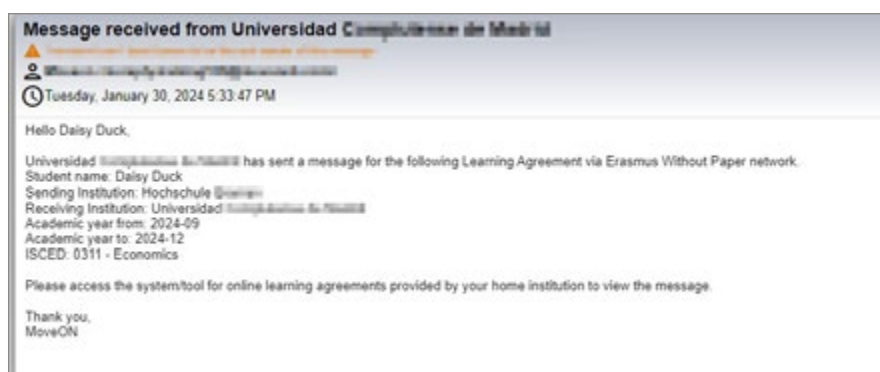 Message received from Universidad
Tuesday, January 30, 2024 5:33:47 PM
Hello Daisy Duck,
Universidad has sent a message for the following Learning Agreement via Erasmus Without Paper network.
Student name: Daisy Duck
Sending Institution: Hochschule
Receiving Institution: Universidad
Academic year from: 2024-09
Academic year to: 2024-12
ISCED: 0311 - Economics
Please access the system/tool for online learning agreements provided by your home institution to view the message.
Thank you,
MoveON